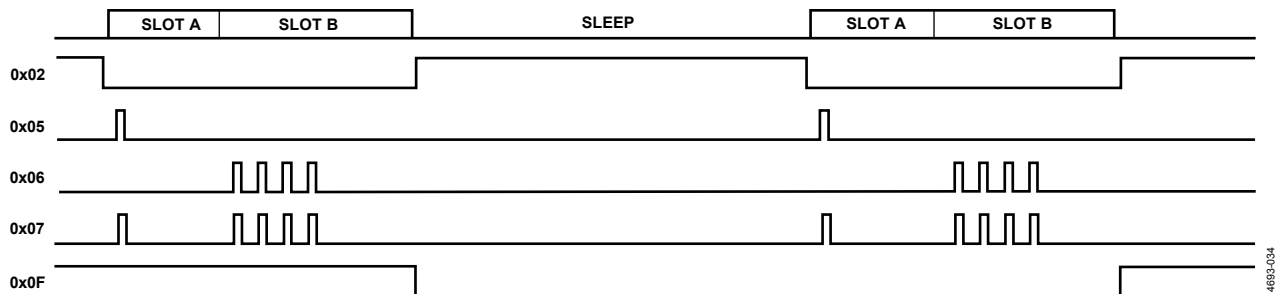 SLOT A SLOT B SLEEP SLOT A SLOT B
0x02
0x05
0x06
0x07
0x0F
4693-034